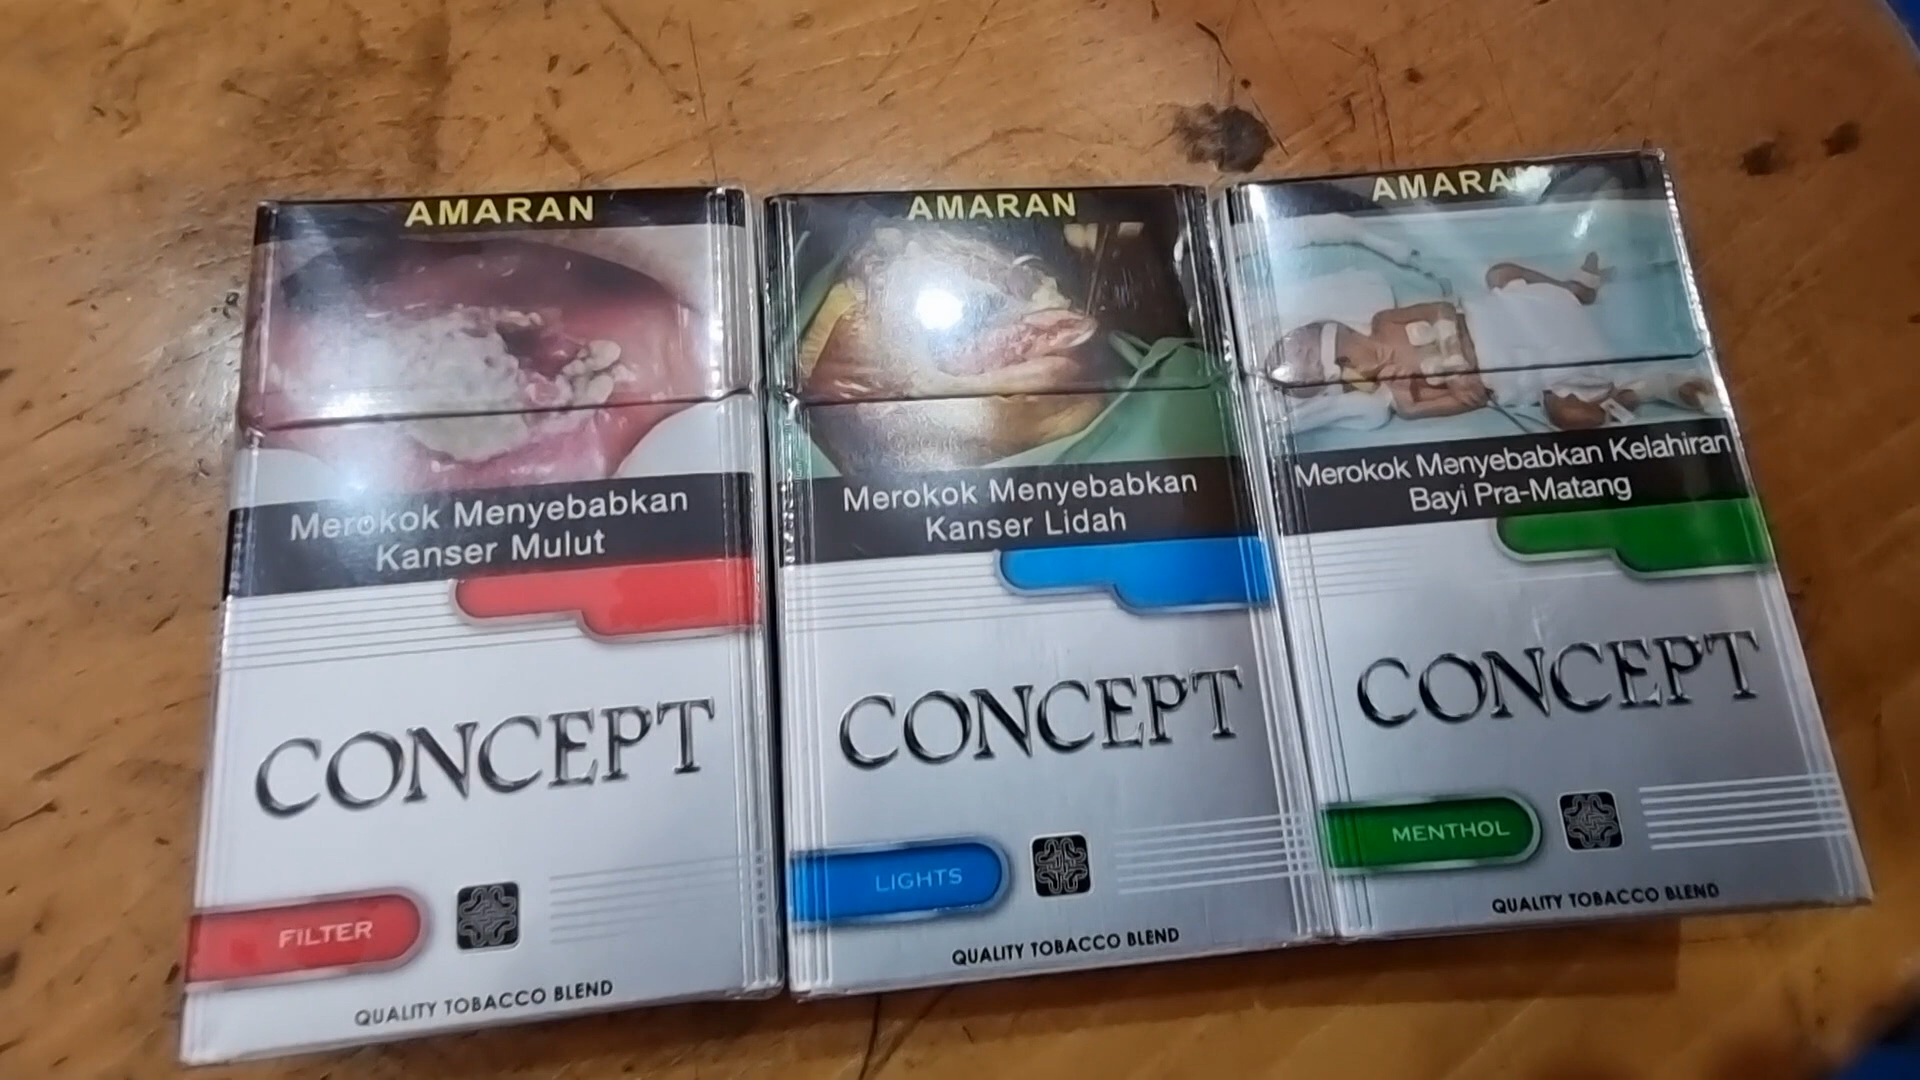 AMARAN
Merokok Menyebabkan
Kanser Mulut
CONCEPT
FILTER
QUALITY TOBACCO BLEND
AMARAN
Merokok Menyebabkan
Kanser Lidah
CONCEPT
LIGHTS
QUALITY TOBACCO BLEND
AMARAN
Merokok Menyebabkan Kelahiran
Bayi Pra-Matang
CONCEPT
MENTHOL
QUALITY TOBACCO BLEND